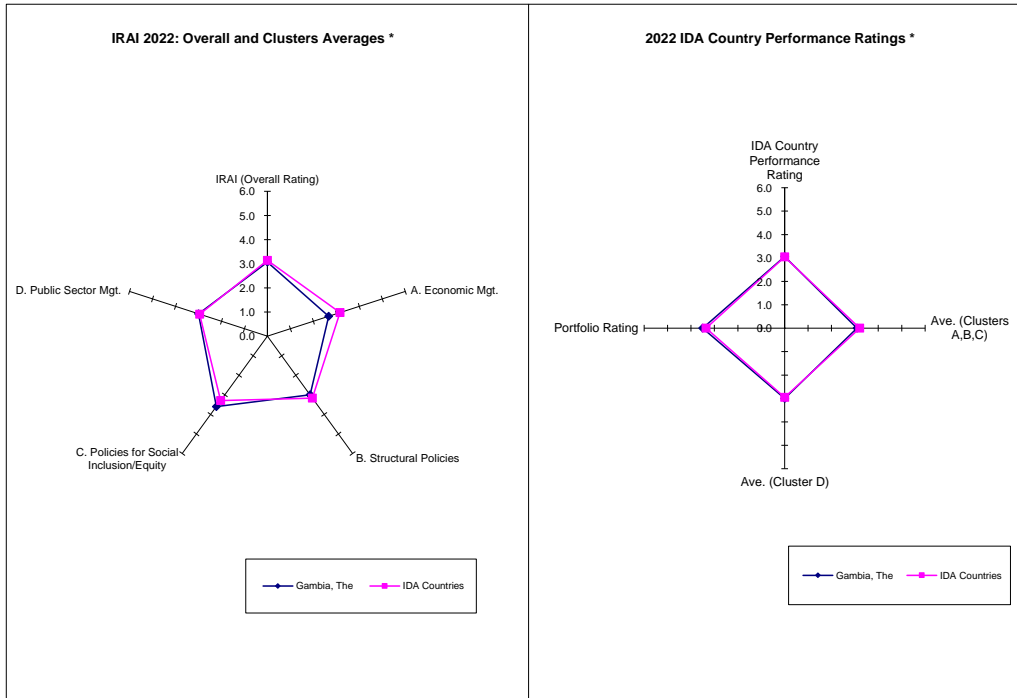 IRAI 2022: Overall and Clusters Averages *
IRAI (Overall Rating)
6.0
5.0
4.0
3.0
2.0
1.0
0.0
A. Economic Mgt.
B. Structural Policies
C. Policies for Social
Inclusion/Equity
D. Public Sector Mgt.
Gambia, The
IDA Countries
2022 IDA Country Performance Ratings *
IDA Country
Performance
Rating
6.0
5.0
4.0
3.0
2.0
1.0
0.0
Ave. (Clusters
A,B,C)
Ave. (Cluster D)
Portfolio Rating
Gambia, The
IDA Countries